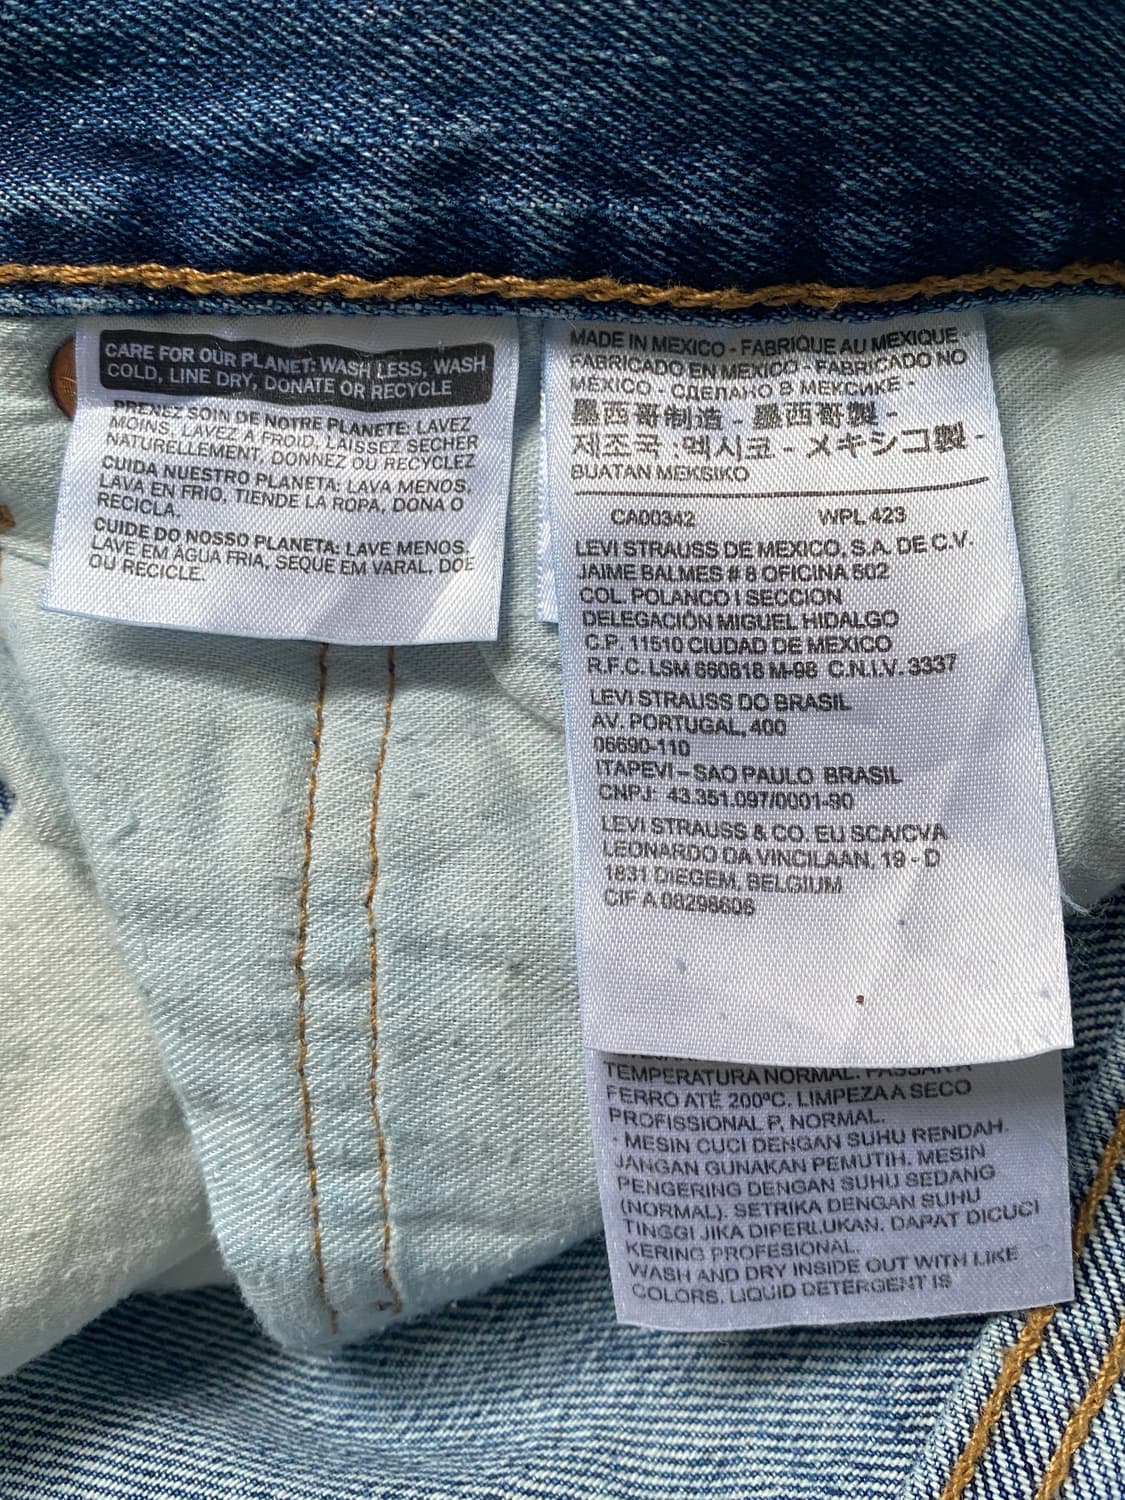 CARE FOR OUR PLANET: WASH LESS, WASH
COLD, LINE DRY, DONATE OR RECYCLE
PRENEZ SOIN DE NOTRE PLANETE: LAVEZ
MOINS, LAVEZ A FROID, LAISSEZ SECHER
NATURELLEMENT, DONNEZ OU RECYCLEZ
CUIDA NUESTRO PLANETA: LAVA MENOS,
LAVA EN FRIO, TIENDE LA ROPA, DONA O
RECICLA.
CUIDE DO NOSSO PLANETA: LAVE MENOS,
LAVE EM ÁGUA FRIA, SEQUE EM VARAL, DOE
OU RECICLE.
MADE IN MEXICO - FABRIQUE AU MEXIQUE -
FABRICADO EN MEXICO - FABRICADO NO
MÉXICO - СДЕЛАНО В МЕКСИКЕ -
墨西哥制造 - 墨西哥製 -
제조국 :멕시코 - メキシコ製 -
BUATAN MEKSIKO
CA00342 WPL 423
LEVI STRAUSS DE MEXICO, S.A. DE C.V.
JAIME BALMES # 8 OFICINA 502
COL. POLANCO I SECCION
DELEGACIÓN MIGUEL HIDALGO
C.P. 11510 CIUDAD DE MEXICO
R.F.C. LSM 860818 M-98 C.N.I.V. 3337
LEVI STRAUSS DO BRASIL
AV. PORTUGAL, 400
06690-110
ITAPEVI – SAO PAULO BRASIL
CNPJ: 43.351.097/0001-90
LEVI STRAUSS & CO. EU SCA/CVA
LEONARDO DA VINCILAAN, 19 - D
1831 DIEGEM, BELGIUM
CIF A 08298606
TEMPERATURA NORMAL. PASSAR A
FERRO ATÉ 200ºC. LIMPEZA A SECO
PROFISSIONAL P, NORMAL.
· MESIN CUCI DENGAN SUHU RENDAH.
JANGAN GUNAKAN PEMUTIH. MESIN
PENGERING DENGAN SUHU SEDANG
(NORMAL). SETRIKA DENGAN SUHU
TINGGI JIKA DIPERLUKAN. DAPAT DICUCI
KERING PROFESIONAL.
WASH AND DRY INSIDE OUT WITH LIKE
COLORS. LIQUID DETERGENT IS